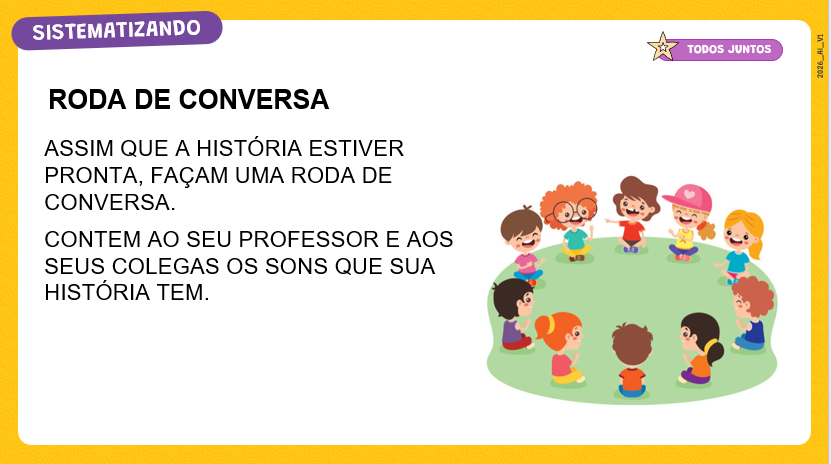 SISTEMATIZANDO
TODOS JUNTOS
2026_AI_V1
RODA DE CONVERSA
ASSIM QUE A HISTÓRIA ESTIVER
PRONTA, FAÇAM UMA RODA DE
CONVERSA.
CONTEM AO SEU PROFESSOR E AOS
SEUS COLEGAS OS SONS QUE SUA
HISTÓRIA TEM.